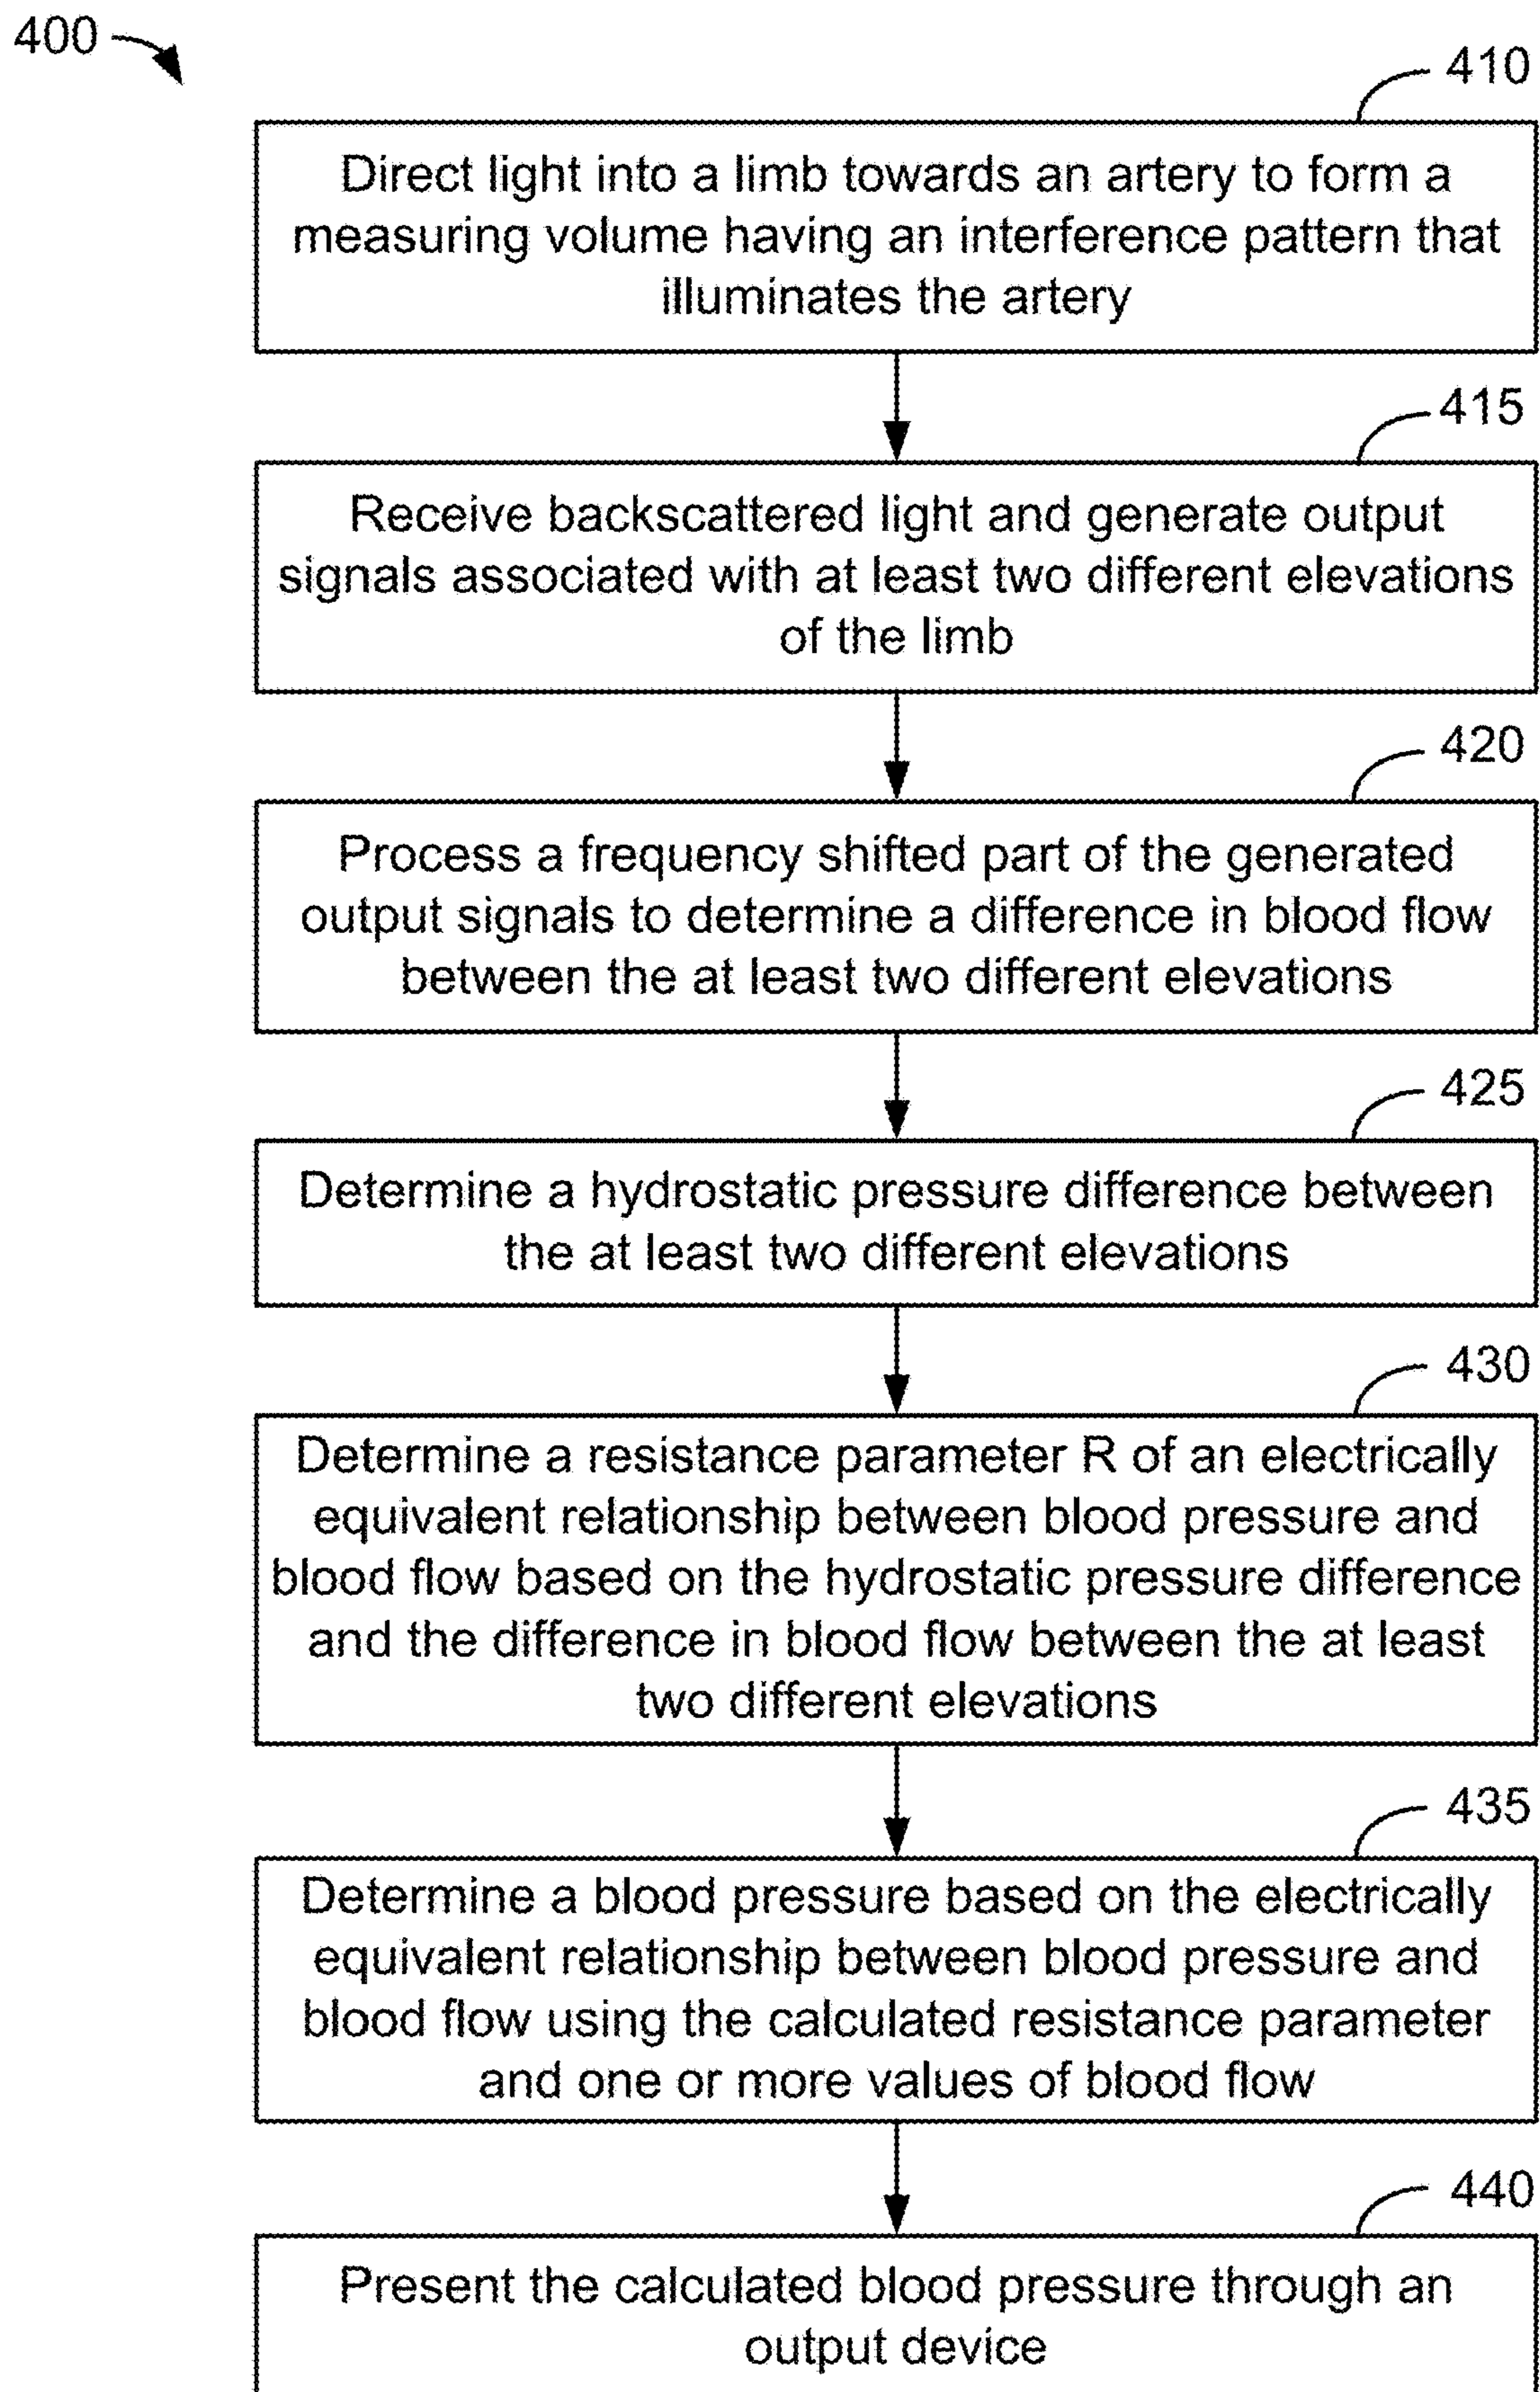 400
410
Direct light into a limb towards an artery to form a
measuring volume having an interference pattern that
illuminates the artery
415
Receive backscattered light and generate output
signals associated with at least two different elevations
of the limb
420
Process a frequency shifted part of the generated
output signals to determine a difference in blood flow
between the at least two different elevations
425
Determine a hydrostatic pressure difference between
the at least two different elevations
430
Determine a resistance parameter R of an electrically
equivalent relationship between blood pressure and
blood flow based on the hydrostatic pressure difference
and the difference in blood flow between the at least
two different elevations
435
Determine a blood pressure based on the electrically
equivalent relationship between blood pressure and
blood flow using the calculated resistance parameter
and one or more values of blood flow
440
Present the calculated blood pressure through an
output device